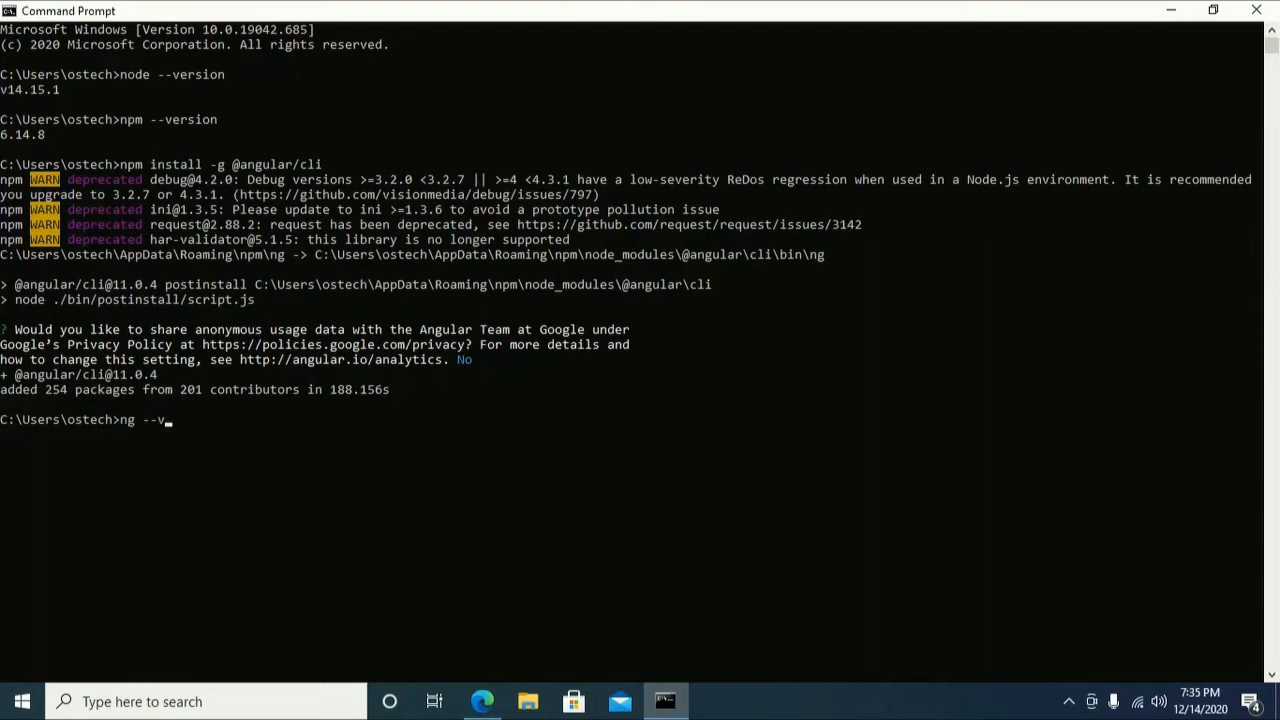 Command Prompt
Microsoft Windows [Version 10.0.19042.685]
(c) 2020 Microsoft Corporation. All rights reserved.
C:\Users\ostech>node --version
v14.15.1
C:\Users\ostech>npm --version
6.14.8
C:\Users\ostech>npm install -g @angular/cli
npm WARN deprecated debug@4.2.0: Debug versions >=3.2.0 <3.2.7 || >=4 <4.3.1 have a low-severity ReDos regression when used in a Node.js environment. It is recommended
you upgrade to 3.2.7 or 4.3.1. (https://github.com/visionmedia/debug/issues/797)
npm WARN deprecated ini@1.3.5: Please update to ini >=1.3.6 to avoid a prototype pollution issue
npm WARN deprecated request@2.88.2: request has been deprecated, see https://github.com/request/request/issues/3142
npm WARN deprecated har-validator@5.1.5: this library is no longer supported
C:\Users\ostech\AppData\Roaming\npm\ng -> C:\Users\ostech\AppData\Roaming\npm\node_modules\@angular\cli\bin\ng
> @angular/cli@11.0.4 postinstall C:\Users\ostech\AppData\Roaming\npm\node_modules\@angular\cli
> node ./bin/postinstall/script.js
? Would you like to share anonymous usage data with the Angular Team at Google under
Google’s Privacy Policy at https://policies.google.com/privacy? For more details and
how to change this setting, see http://angular.io/analytics. No
+ @angular/cli@11.0.4
added 254 packages from 201 contributors in 188.156s
C:\Users\ostech>ng --v
Type here to search
7:35 PM
12/14/2020
4